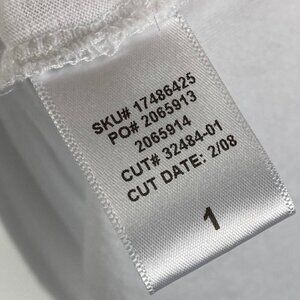 SKU# 17486425
PO# 2065913
2065914
CUT# 32484-01
CUT DATE: 2/08
1